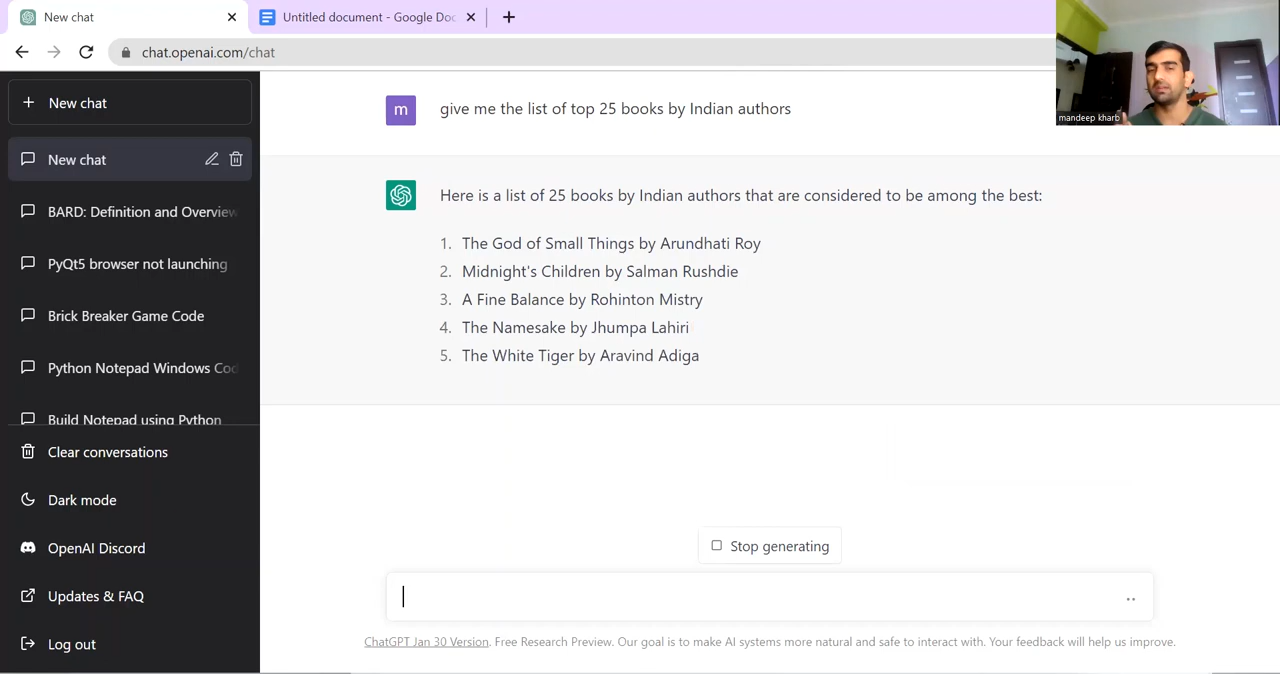 New chat
Untitled document - Google Doc
chat.openai.com/chat
mandeep kharb
New chat
New chat
BARD: Definition and Overview
PyQt5 browser not launching
Brick Breaker Game Code
Python Notepad Windows Cod
Build Notepad using Python
Clear conversations
Dark mode
OpenAI Discord
Updates & FAQ
Log out
m
give me the list of top 25 books by Indian authors
Here is a list of 25 books by Indian authors that are considered to be among the best:
1. The God of Small Things by Arundhati Roy
2. Midnight's Children by Salman Rushdie
3. A Fine Balance by Rohinton Mistry
4. The Namesake by Jhumpa Lahiri
5. The White Tiger by Aravind Adiga
Stop generating
ChatGPT Jan 30 Version. Free Research Preview. Our goal is to make AI systems more natural and safe to interact with. Your feedback will help us improve.